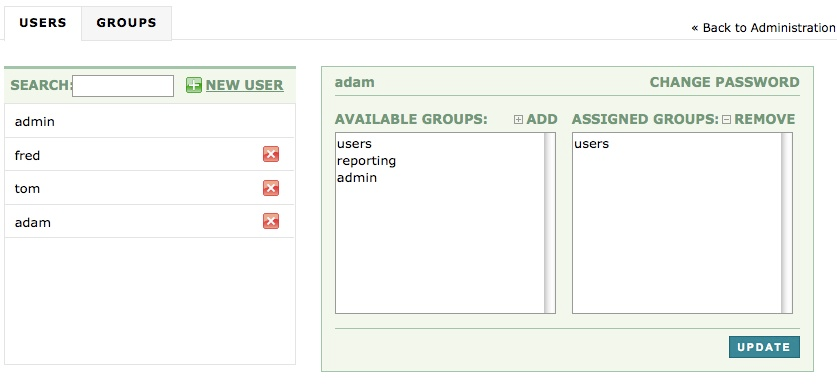 USERS GROUPS
« Back to Administration
SEARCH: NEW USER
admin
fred
tom
adam
adam CHANGE PASSWORD
AVAILABLE GROUPS: ADD ASSIGNED GROUPS: REMOVE
users
reporting
admin
users
UPDATE